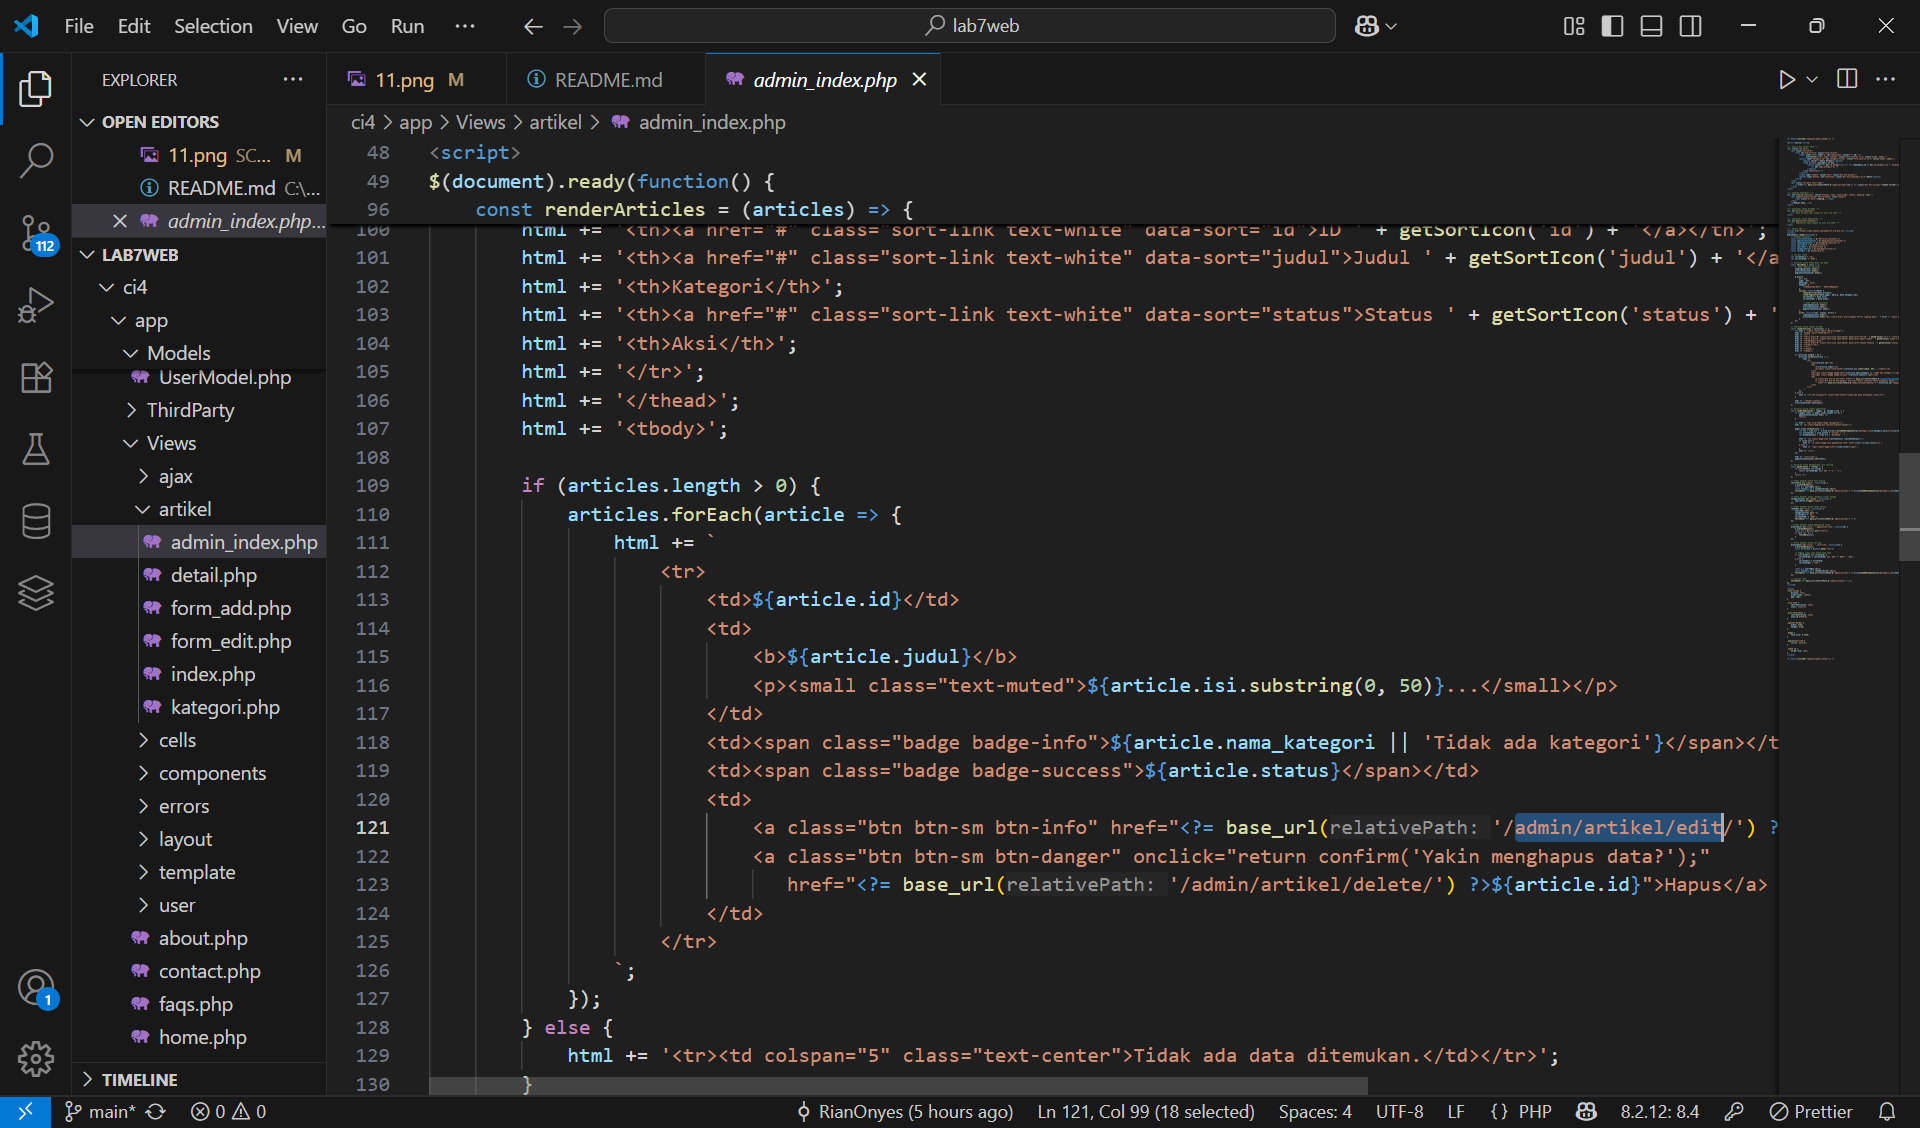 File Edit Selection View Go Run ...
lab7web
EXPLORER
OPEN EDITORS
11.png SC... M
README.md C:\...
admin_index.php...
112
LAB7WEB
ci4
app
Models
UserModel.php
ThirdParty
Views
ajax
artikel
admin_index.php
detail.php
form_add.php
form_edit.php
index.php
kategori.php
cells
components
errors
layout
template
user
about.php
contact.php
faqs.php
home.php
1
TIMELINE
11.png M
README.md
admin_index.php
ci4 > app > Views > artikel > admin_index.php
48 <script>
49 $(document).ready(function() {
96 const renderArticles = (articles) => {
100 html += '<th><a href="#" class="sort-link text-white" data-sort="id">ID ' + getSortIcon('id') + '</a></th>';
101 html += '<th><a href="#" class="sort-link text-white" data-sort="judul">Judul ' + getSortIcon('judul') + '</a
102 html += '<th>Kategori</th>';
103 html += '<th><a href="#" class="sort-link text-white" data-sort="status">Status ' + getSortIcon('status') + '
104 html += '<th>Aksi</th>';
105 html += '</tr>';
106 html += '</thead>';
107 html += '<tbody>';
108
109 if (articles.length > 0) {
110 articles.forEach(article => {
111 html += `
112 <tr>
113 <td>${article.id}</td>
114 <td>
115 <b>${article.judul}</b>
116 <p><small class="text-muted">${article.isi.substring(0, 50)}...</small></p>
117 </td>
118 <td><span class="badge badge-info">${article.nama_kategori || 'Tidak ada kategori'}</span></t
119 <td><span class="badge badge-success">${article.status}</span></td>
120 <td>
121 <a class="btn btn-sm btn-info" href="<?= base_url(relativePath: '/admin/artikel/edit/') ?
122 <a class="btn btn-sm btn-danger" onclick="return confirm('Yakin menghapus data?');"
123 href="<?= base_url(relativePath: '/admin/artikel/delete/') ?>${article.id}">Hapus</a>
124 </td>
125 </tr>
126 `;
127 });
128 } else {
129 html += '<tr><td colspan="5" class="text-center">Tidak ada data ditemukan.</td></tr>';
130 }
main* 0 0 RianOnyes (5 hours ago) Ln 121, Col 99 (18 selected) Spaces: 4 UTF-8 LF {} PHP 8.2.12: 8.4 Prettier